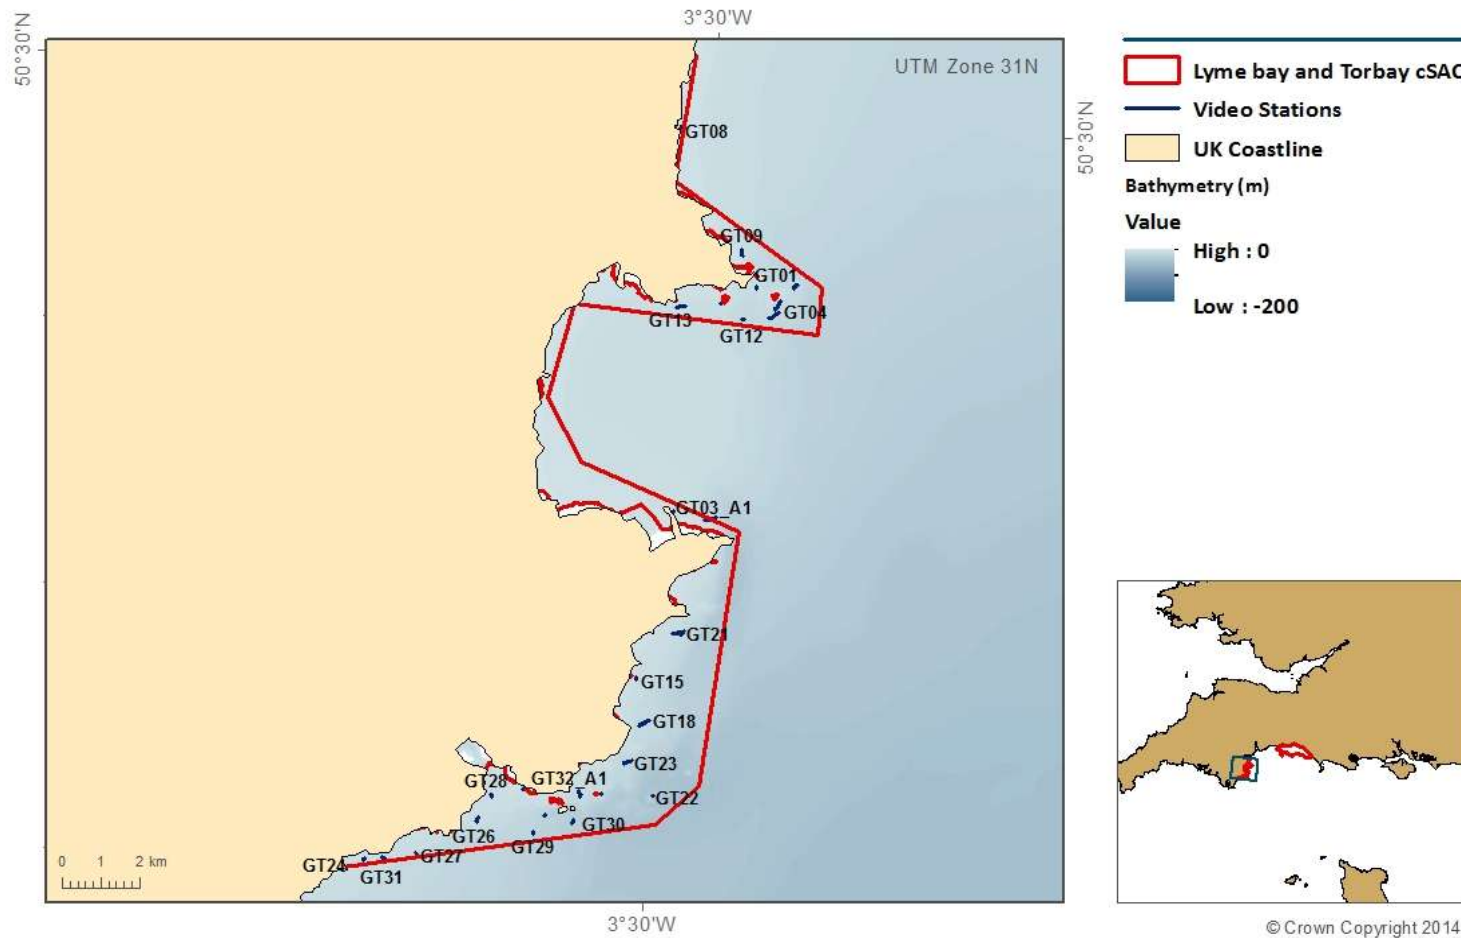 3°30'W
50°30'N
UTM Zone 31N
50°30'N
GT08
GT09
GT01
GT04
GT13
GT12
GT03_A1
GT21
GT15
GT18
GT23
GT28
GT32_A1
GT22
GT26
GT30
GT29
GT27
GT24
GT31
0 1 2 km
3°30'W
Lyme bay and Torbay cSAC
Video Stations
UK Coastline
Bathymetry (m)
Value
High : 0
Low : -200
© Crown Copyright 2014